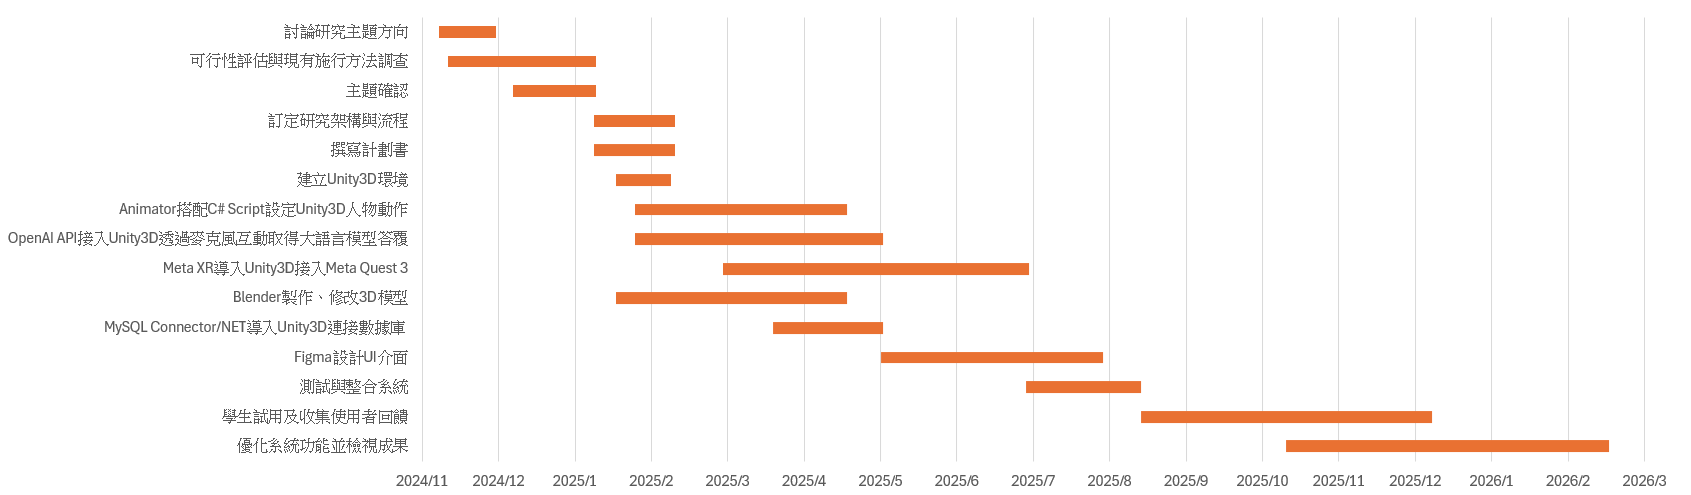 討論研究主題方向
可行性評估與現有施行方法調查
主題確認
訂定研究架構與流程
撰寫計劃書
建立Unity3D環境
Animator搭配C# Script設定Unity3D人物動作
OpenAI API接入Unity3D透過麥克風互動取得大語言模型答覆
Meta XR導入Unity3D接入Meta Quest 3
Blender製作、修改3D模型
MySQL Connector/NET導入Unity3D連接數據庫
Figma設計UI介面
測試與整合系統
學生試用及收集使用者回饋
優化系統功能並檢視成果
2024/11 2024/12 2025/1 2025/2 2025/3 2025/4 2025/5 2025/6 2025/7 2025/8 2025/9 2025/10 2025/11 2025/12 2026/1 2026/2 2026/3